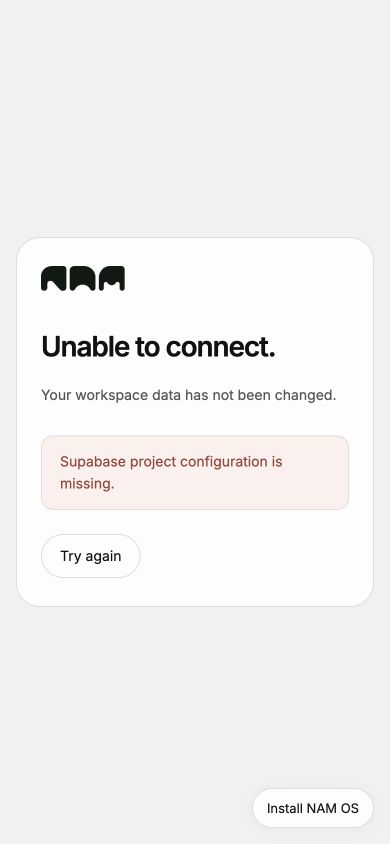 NAM
Unable to connect.
Your workspace data has not been changed.
Supabase project configuration is
missing.
Try again
Install NAM OS